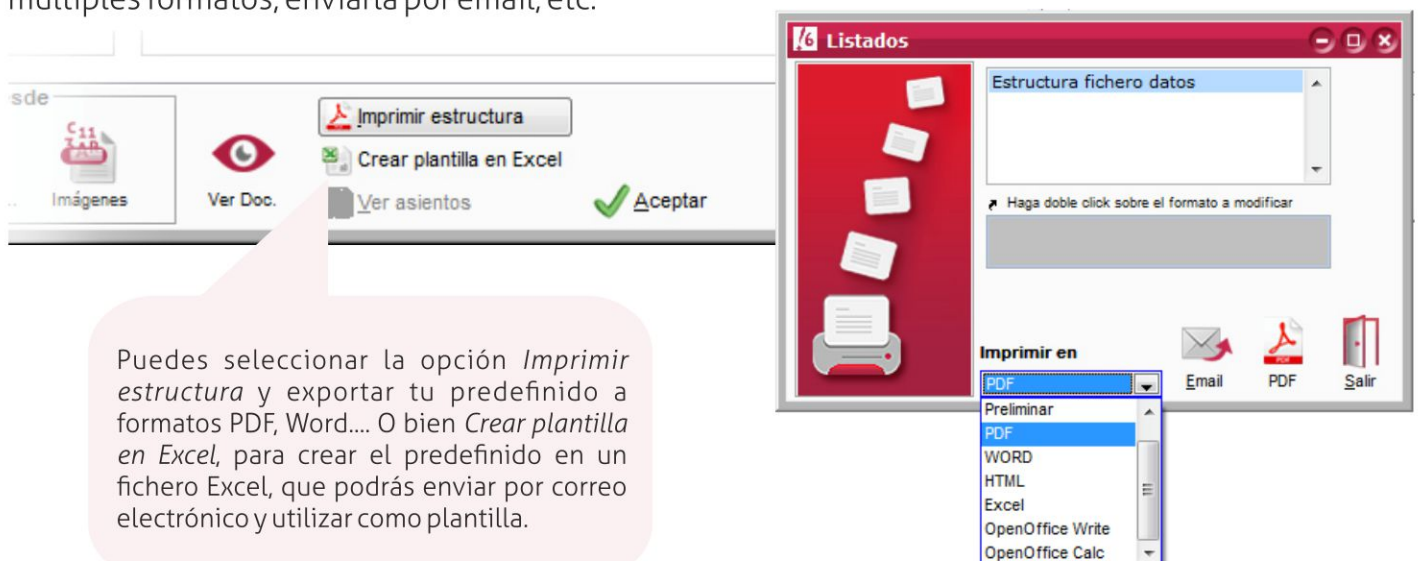 múltiples formatos, enviarla por email, etc.
sde
Imágenes
Ver Doc.
Imprimir estructura
Crear plantilla en Excel
Ver asientos
Aceptar
Puedes seleccionar la opción Imprimir
estructura y exportar tu predefinido a
formatos PDF, Word.... O bien Crear plantilla
en Excel, para crear el predefinido en un
fichero Excel, que podrás enviar por correo
electrónico y utilizar como plantilla.
Listados
Estructura fichero datos
Haga doble click sobre el formato a modificar
Imprimir en
PDF
Email
PDF
Salir
Preliminar
PDF
WORD
HTML
Excel
OpenOffice Write
OpenOffice Calc